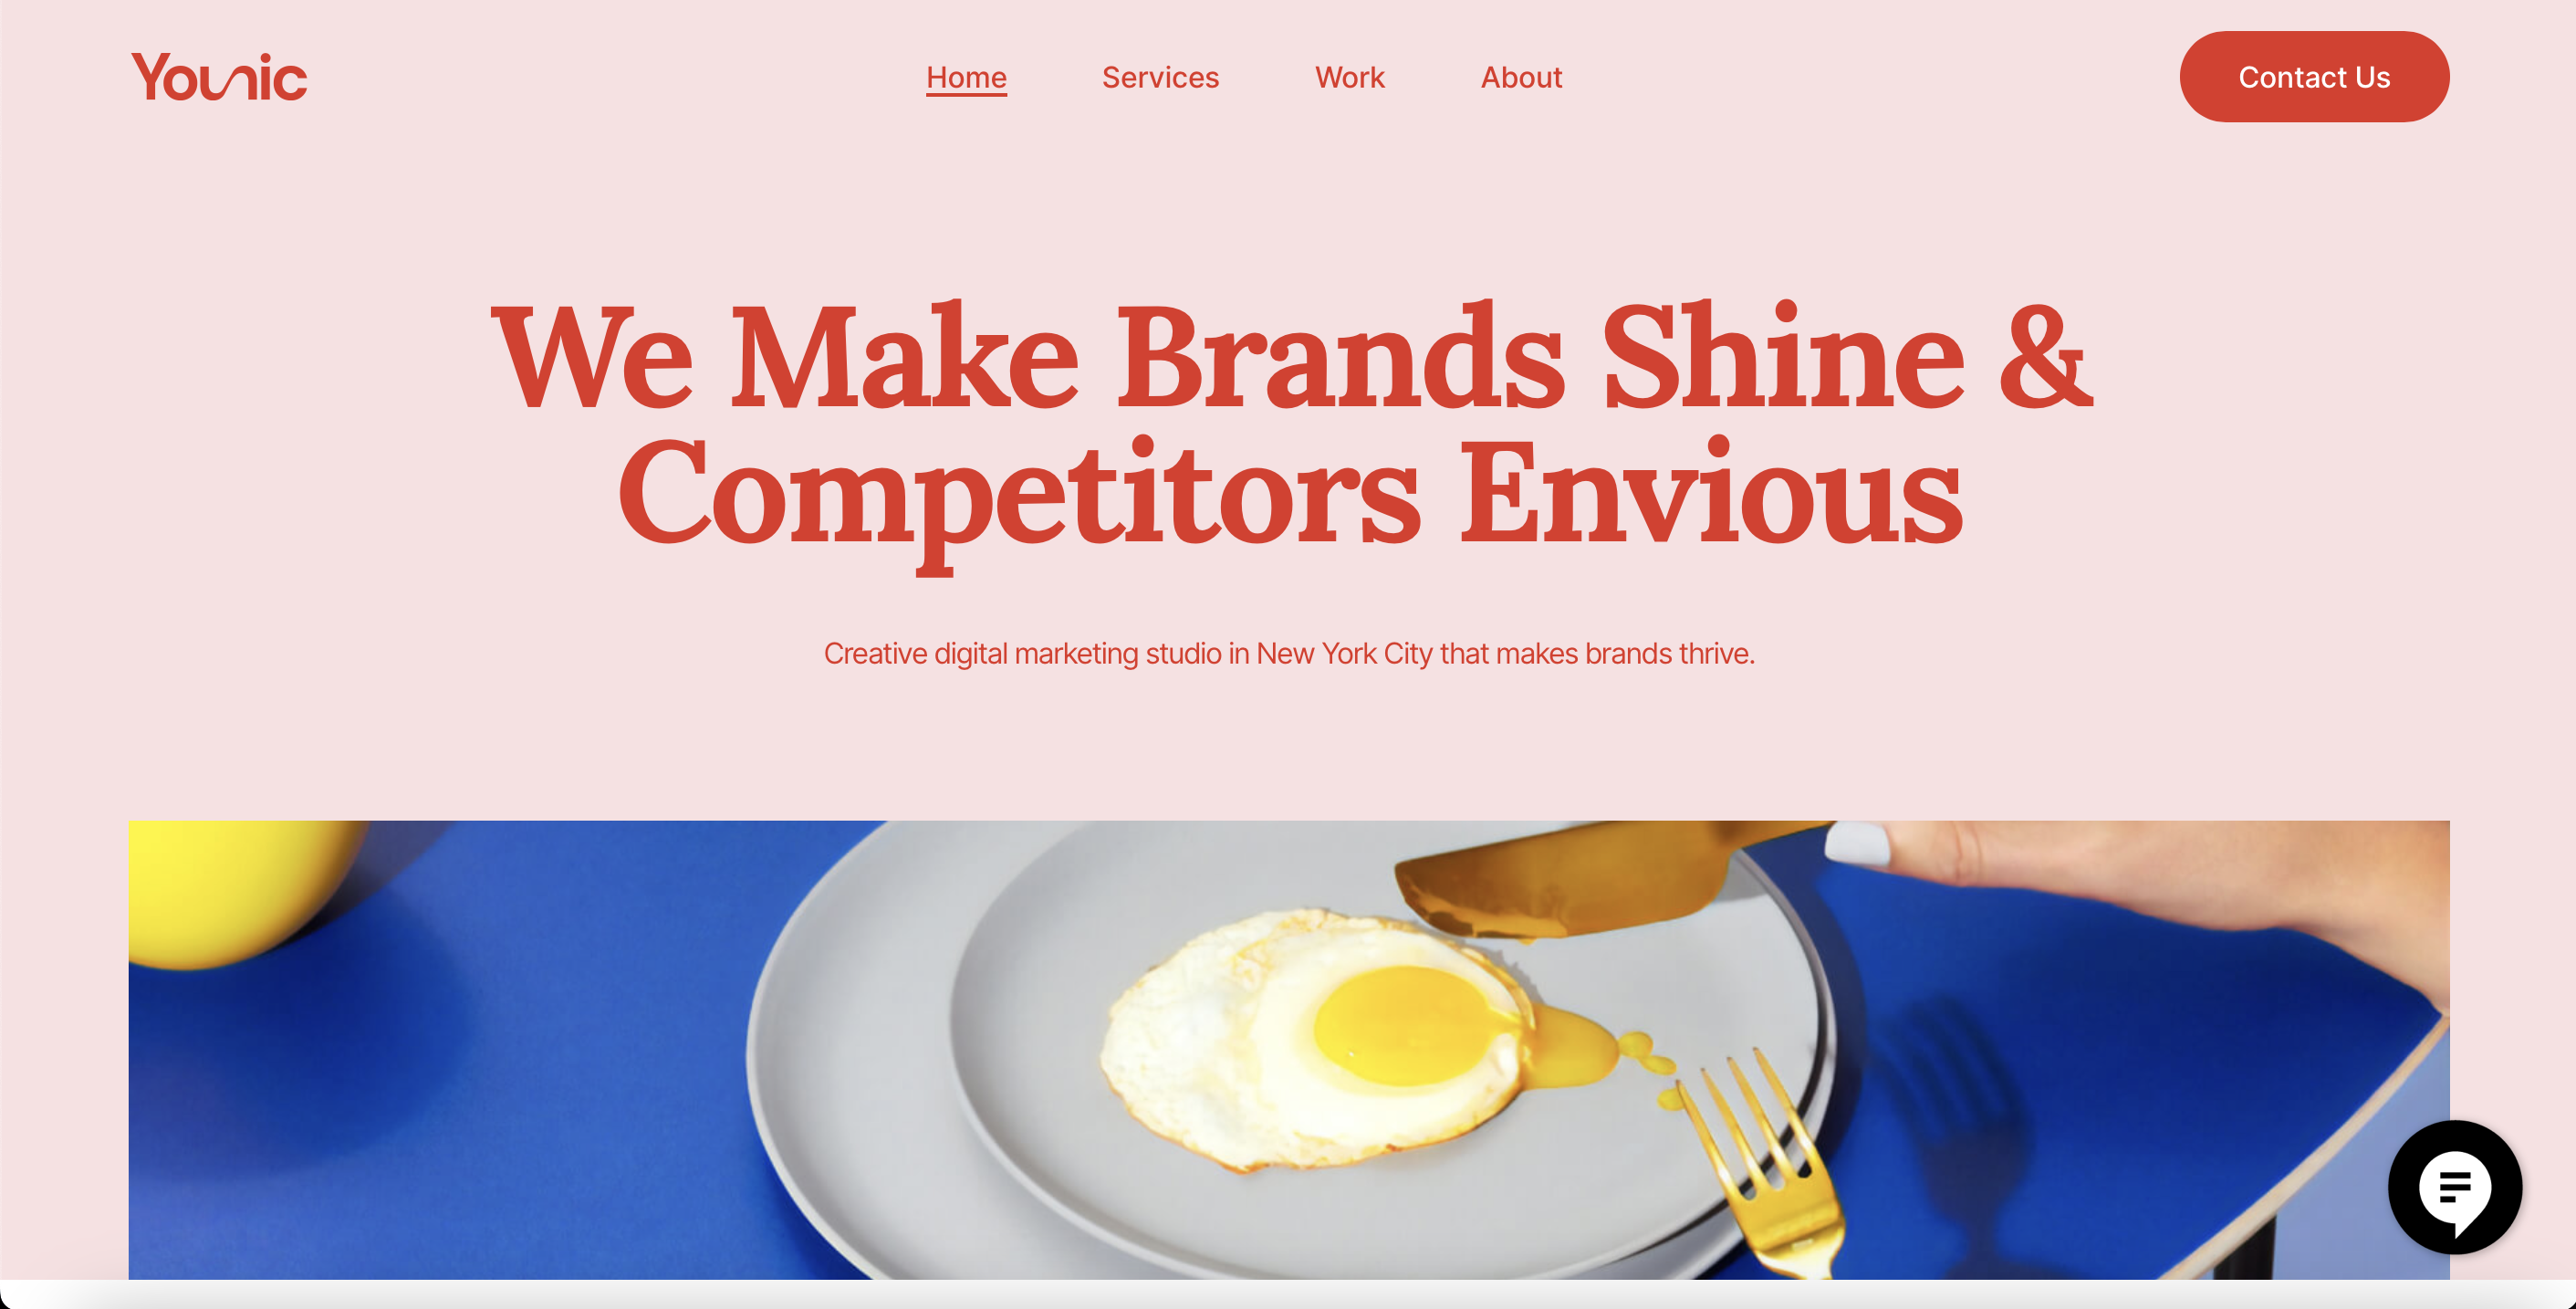 Younic
Home
Services
Work
About
Contact Us
We Make Brands Shine &
Competitors Envious
Creative digital marketing studio in New York City that makes brands thrive.